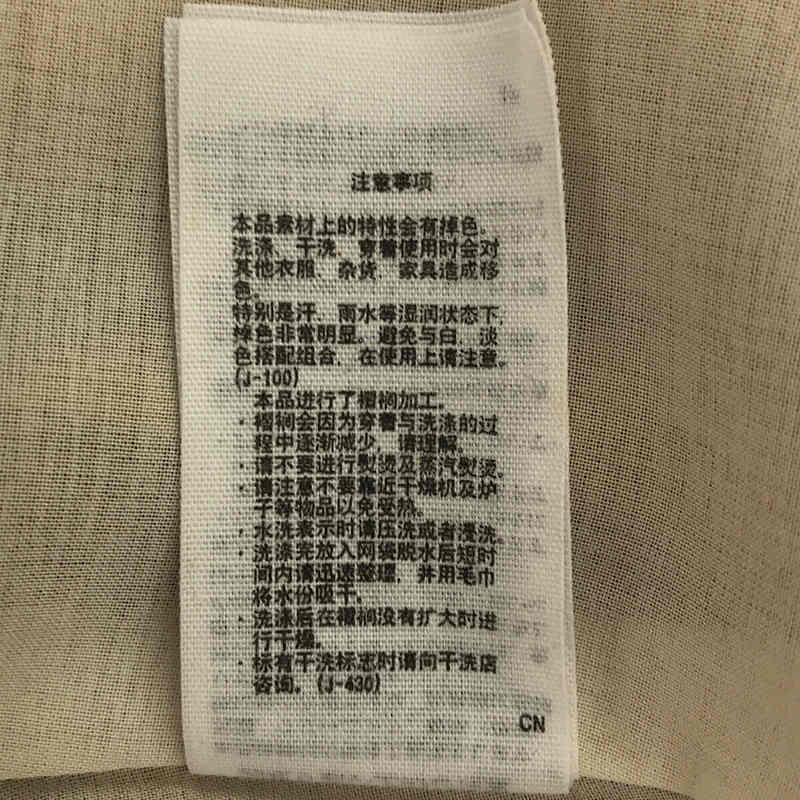 注意事项
本品素材上的特性会有掉色。
洗涤、干洗、穿着使用时会对
其他衣服、杂货、家具造成移
色。
特别是汗、雨水等湿润状态下,
掉色非常明显。避免与白、淡
色搭配组合,在使用上请注意。
(J-100)
本品进行了褶裥加工。
·褶裥会因为穿着与洗涤的过
程中逐渐减少,请理解。
·请不要进行熨烫及蒸汽熨烫。
·请注意不要靠近干燥机及炉
子等物品以免受热。
·水洗表示时请压洗或者浸洗。
·洗涤完放入网袋脱水后短时
间内请迅速整理,并用毛巾
将水份吸干。
·洗涤后在褶裥没有扩大时进
行干燥。
·标有干洗标志时请向干洗店
咨询。(J-430)
CN